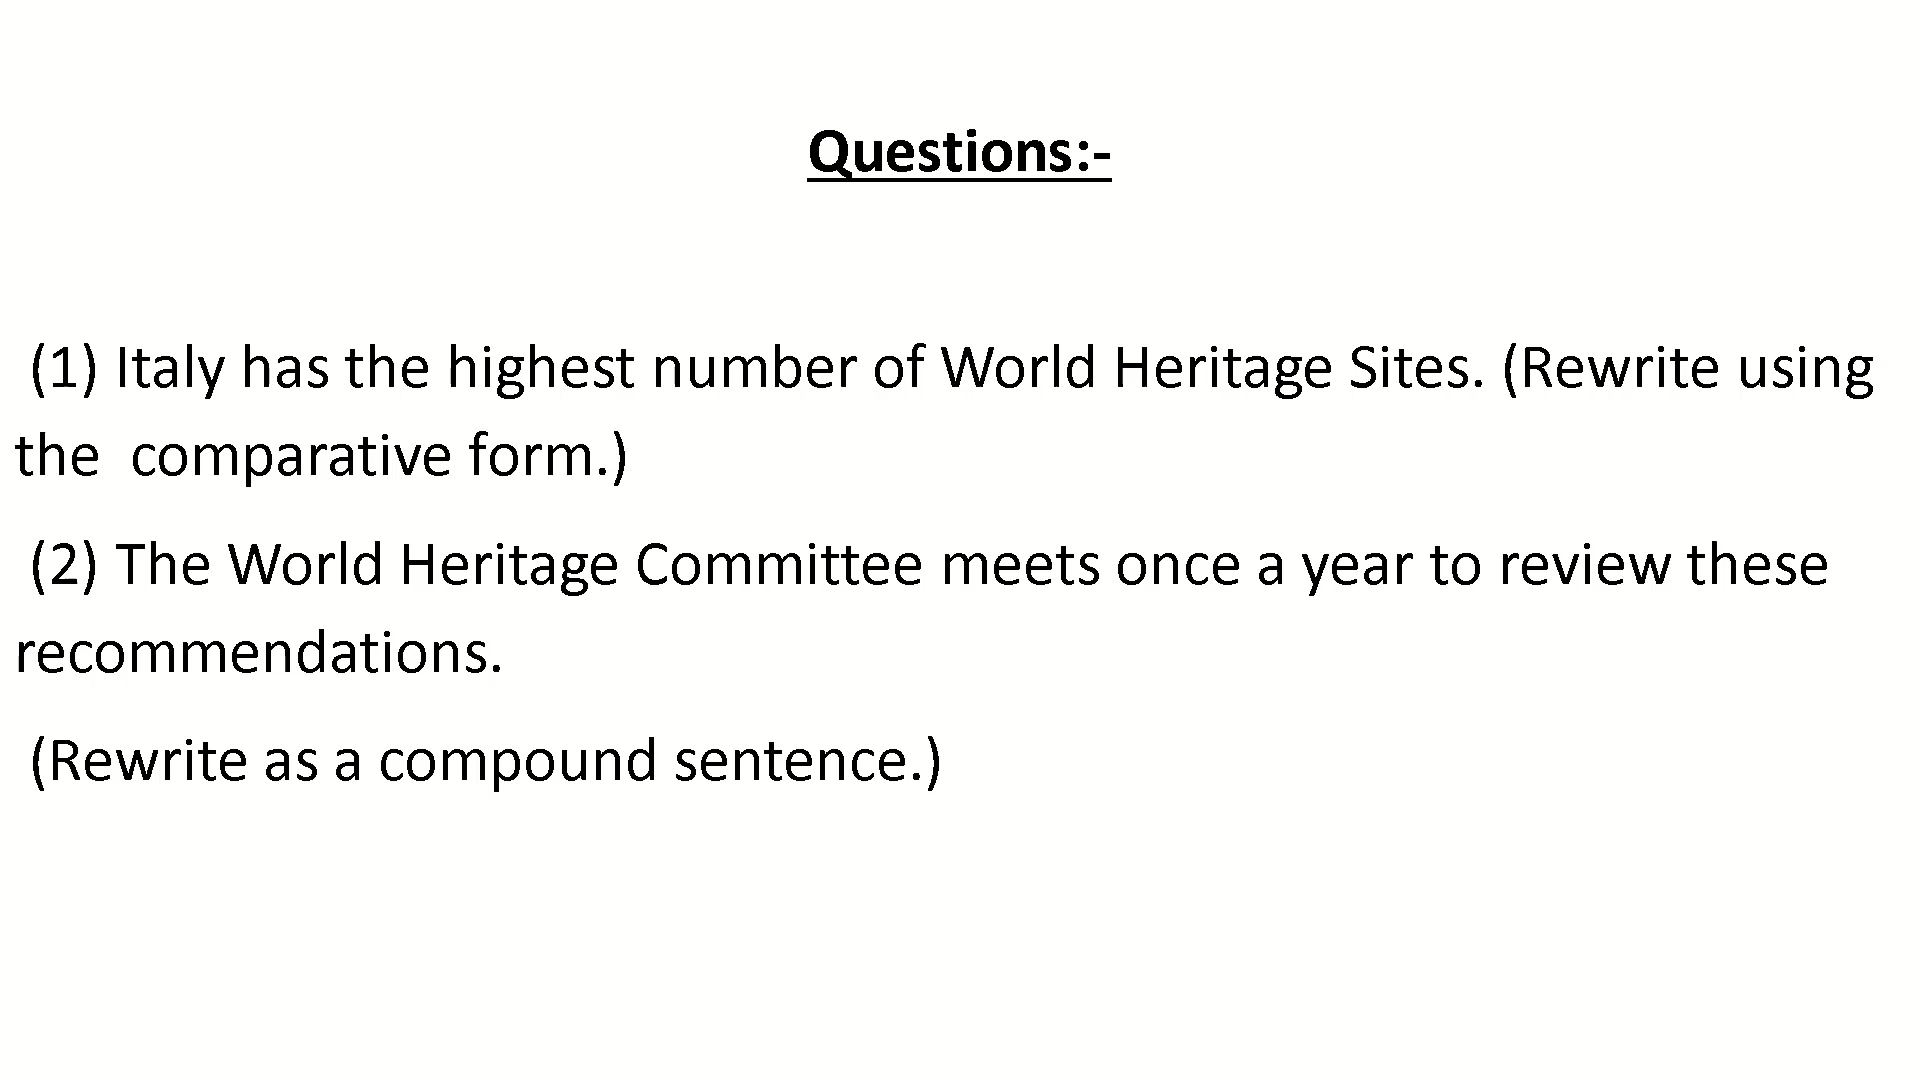 Questions:-
(1) Italy has the highest number of World Heritage Sites. (Rewrite using
the  comparative form.)
(2) The World Heritage Committee meets once a year to review these
recommendations.
(Rewrite as a compound sentence.)